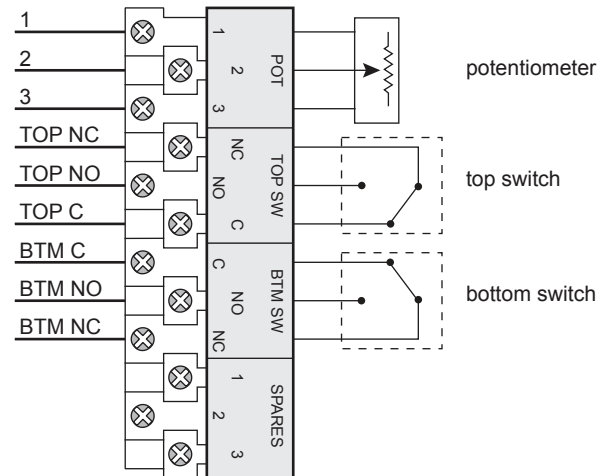 1
2
3
TOP NC
TOP NO
TOP C
BTM C
BTM NO
BTM NC
1
2
3
POT
NC
NO
C
TOP SW
C
NO
NC
BTM SW
1
2
3
SPARES
potentiometer
top switch
bottom switch